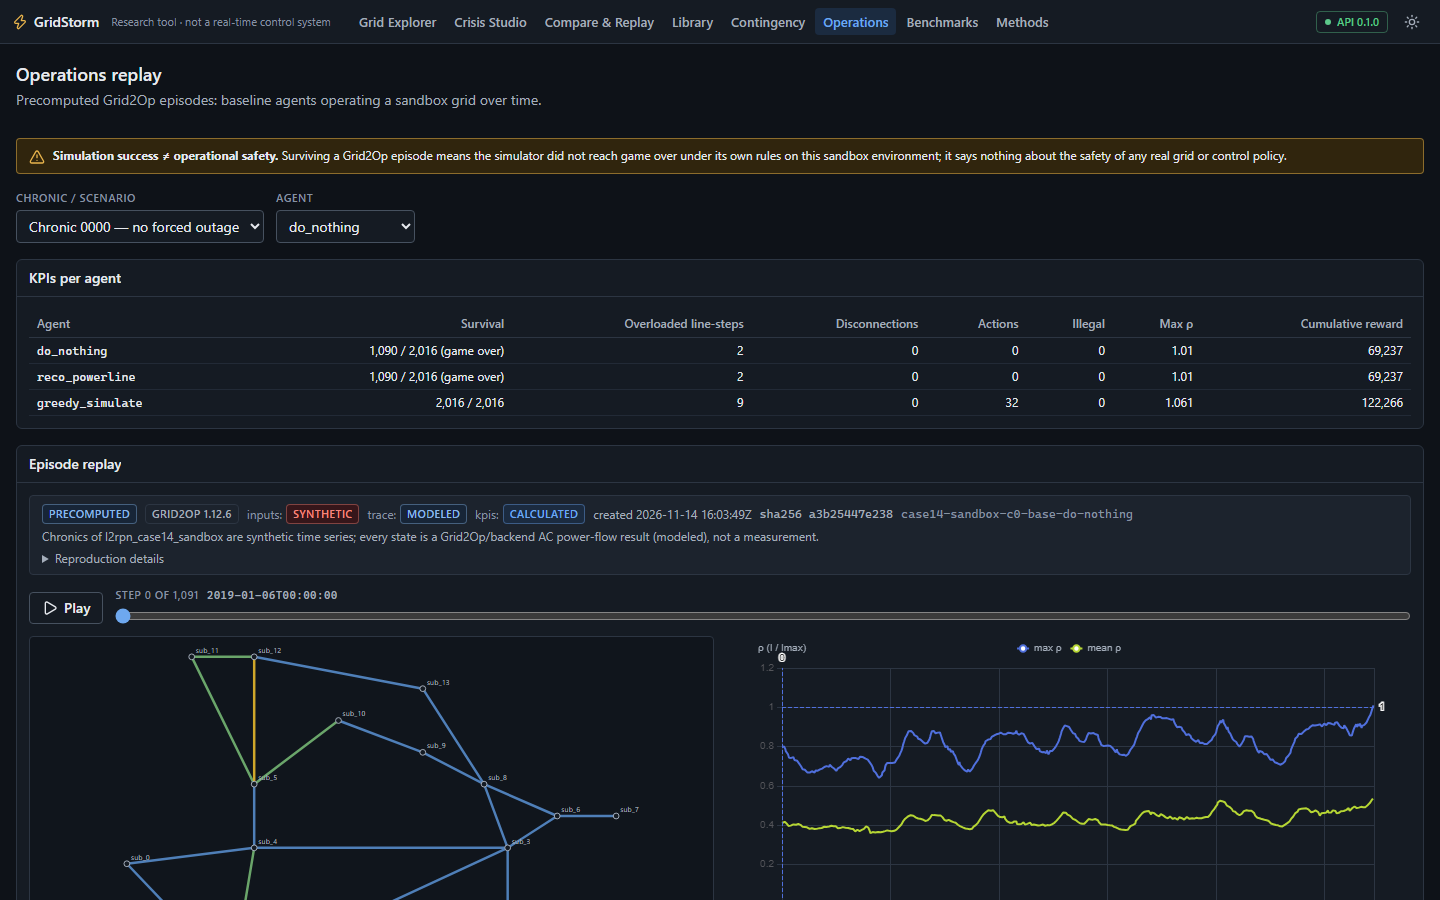 GridStorm Research tool · not a real-time control system Grid Explorer Crisis Studio Compare & Replay Library Contingency Operations Benchmarks Methods API 0.1.0
Operations replay
Precomputed Grid2Op episodes: baseline agents operating a sandbox grid over time.
Simulation success ≠ operational safety. Surviving a Grid2Op episode means the simulator did not reach game over under its own rules on this sandbox environment; it says nothing about the safety of any real grid or control policy.
CHRONIC / SCENARIO AGENT
Chronic 0000 — no forced outage do_nothing
KPIs per agent
Agent Survival Overloaded line-steps Disconnections Actions Illegal Max ρ Cumulative reward
do_nothing 1,090 / 2,016 (game over) 2 0 0 0 1.01 69,237
reco_powerline 1,090 / 2,016 (game over) 2 0 0 0 1.01 69,237
greedy_simulate 2,016 / 2,016 9 0 32 0 1.061 122,266
Episode replay
PRECOMPUTED GRID2OP 1.12.6 inputs: SYNTHETIC trace: MODELED kpis: CALCULATED created 2026-11-14 16:03:49Z sha256 a3b25447e238 case14-sandbox-c0-base-do-nothing
Chronics of l2rpn_case14_sandbox are synthetic time series; every state is a Grid2Op/backend AC power-flow result (modeled), not a measurement.
Reproduction details
Play STEP 0 OF 1,091 2019-01-06T00:00:00
sub_11 sub_12
sub_13
sub_10
sub_9
sub_5 sub_8
sub_6 sub_7
sub_4 sub_3
sub_0
ρ (I / Imax) max ρ mean ρ
0
1.2
1 1
0.8
0.6
0.4
0.2